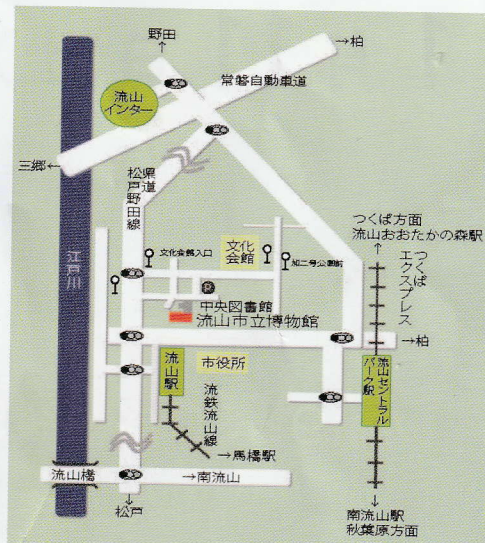 野田
↑
→柏
常磐自動車道
流山
インター
三郷←
県道
松戸野田線
つくば方面
流山おおたかの森駅
↑
文化会館入口
文化
会館
加二号公園前
つくば
エクスプレス
江戸川
P
中央図書館
流山市立博物館
→柏
流山駅
市役所
流山セントラル
パーク駅
流鉄流山線
→馬橋駅
流山橋
→南流山
↓
松戸
↓
南流山駅
秋葉原方面